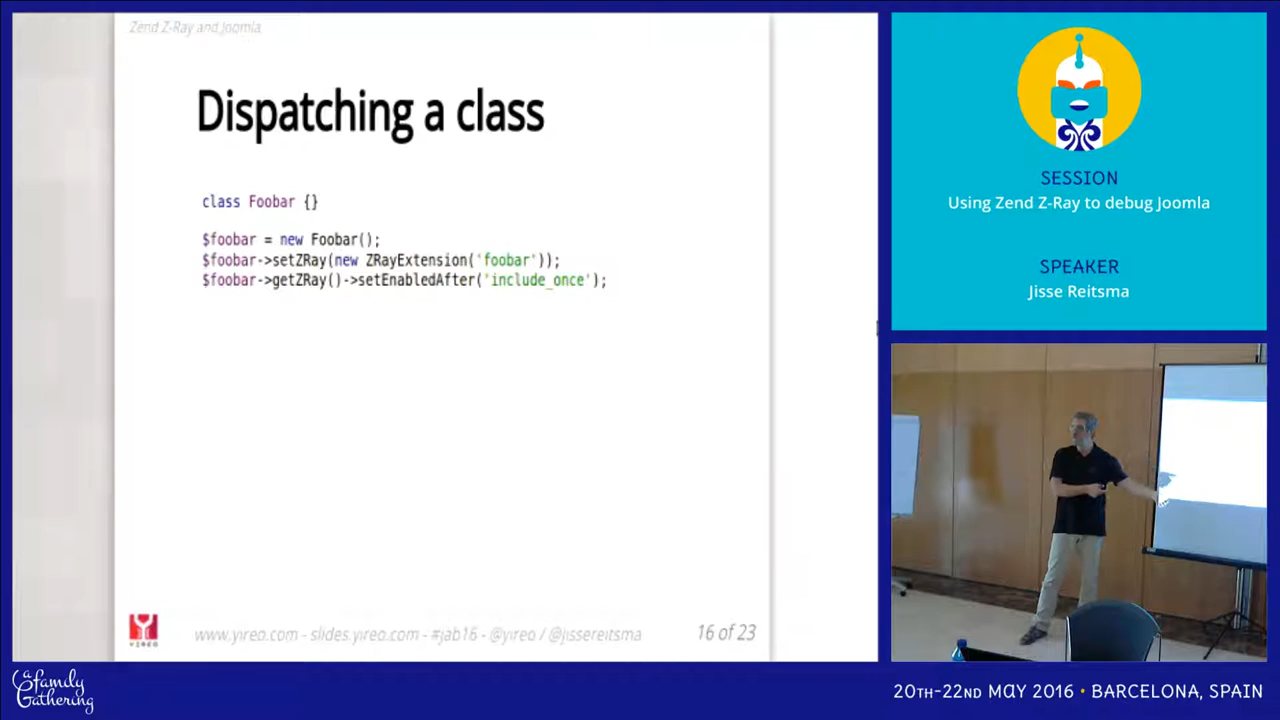 Zend Z-Ray and Joomla
Dispatching a class
class Foobar {}
$foobar = new Foobar();
$foobar->setZRay(new ZRayExtension('foobar'));
$foobar->getZRay()->setEnabledAfter('include_once');
YIREO
www.yireo.com - slides.yireo.com - #jab16 - @yireo / @jissereitsma
16 of 23
SESSION
Using Zend Z-Ray to debug Joomla
SPEAKER
Jisse Reitsma
a family
Gathering
20TH-22ND MAY 2016 • BARCELONA, SPAIN